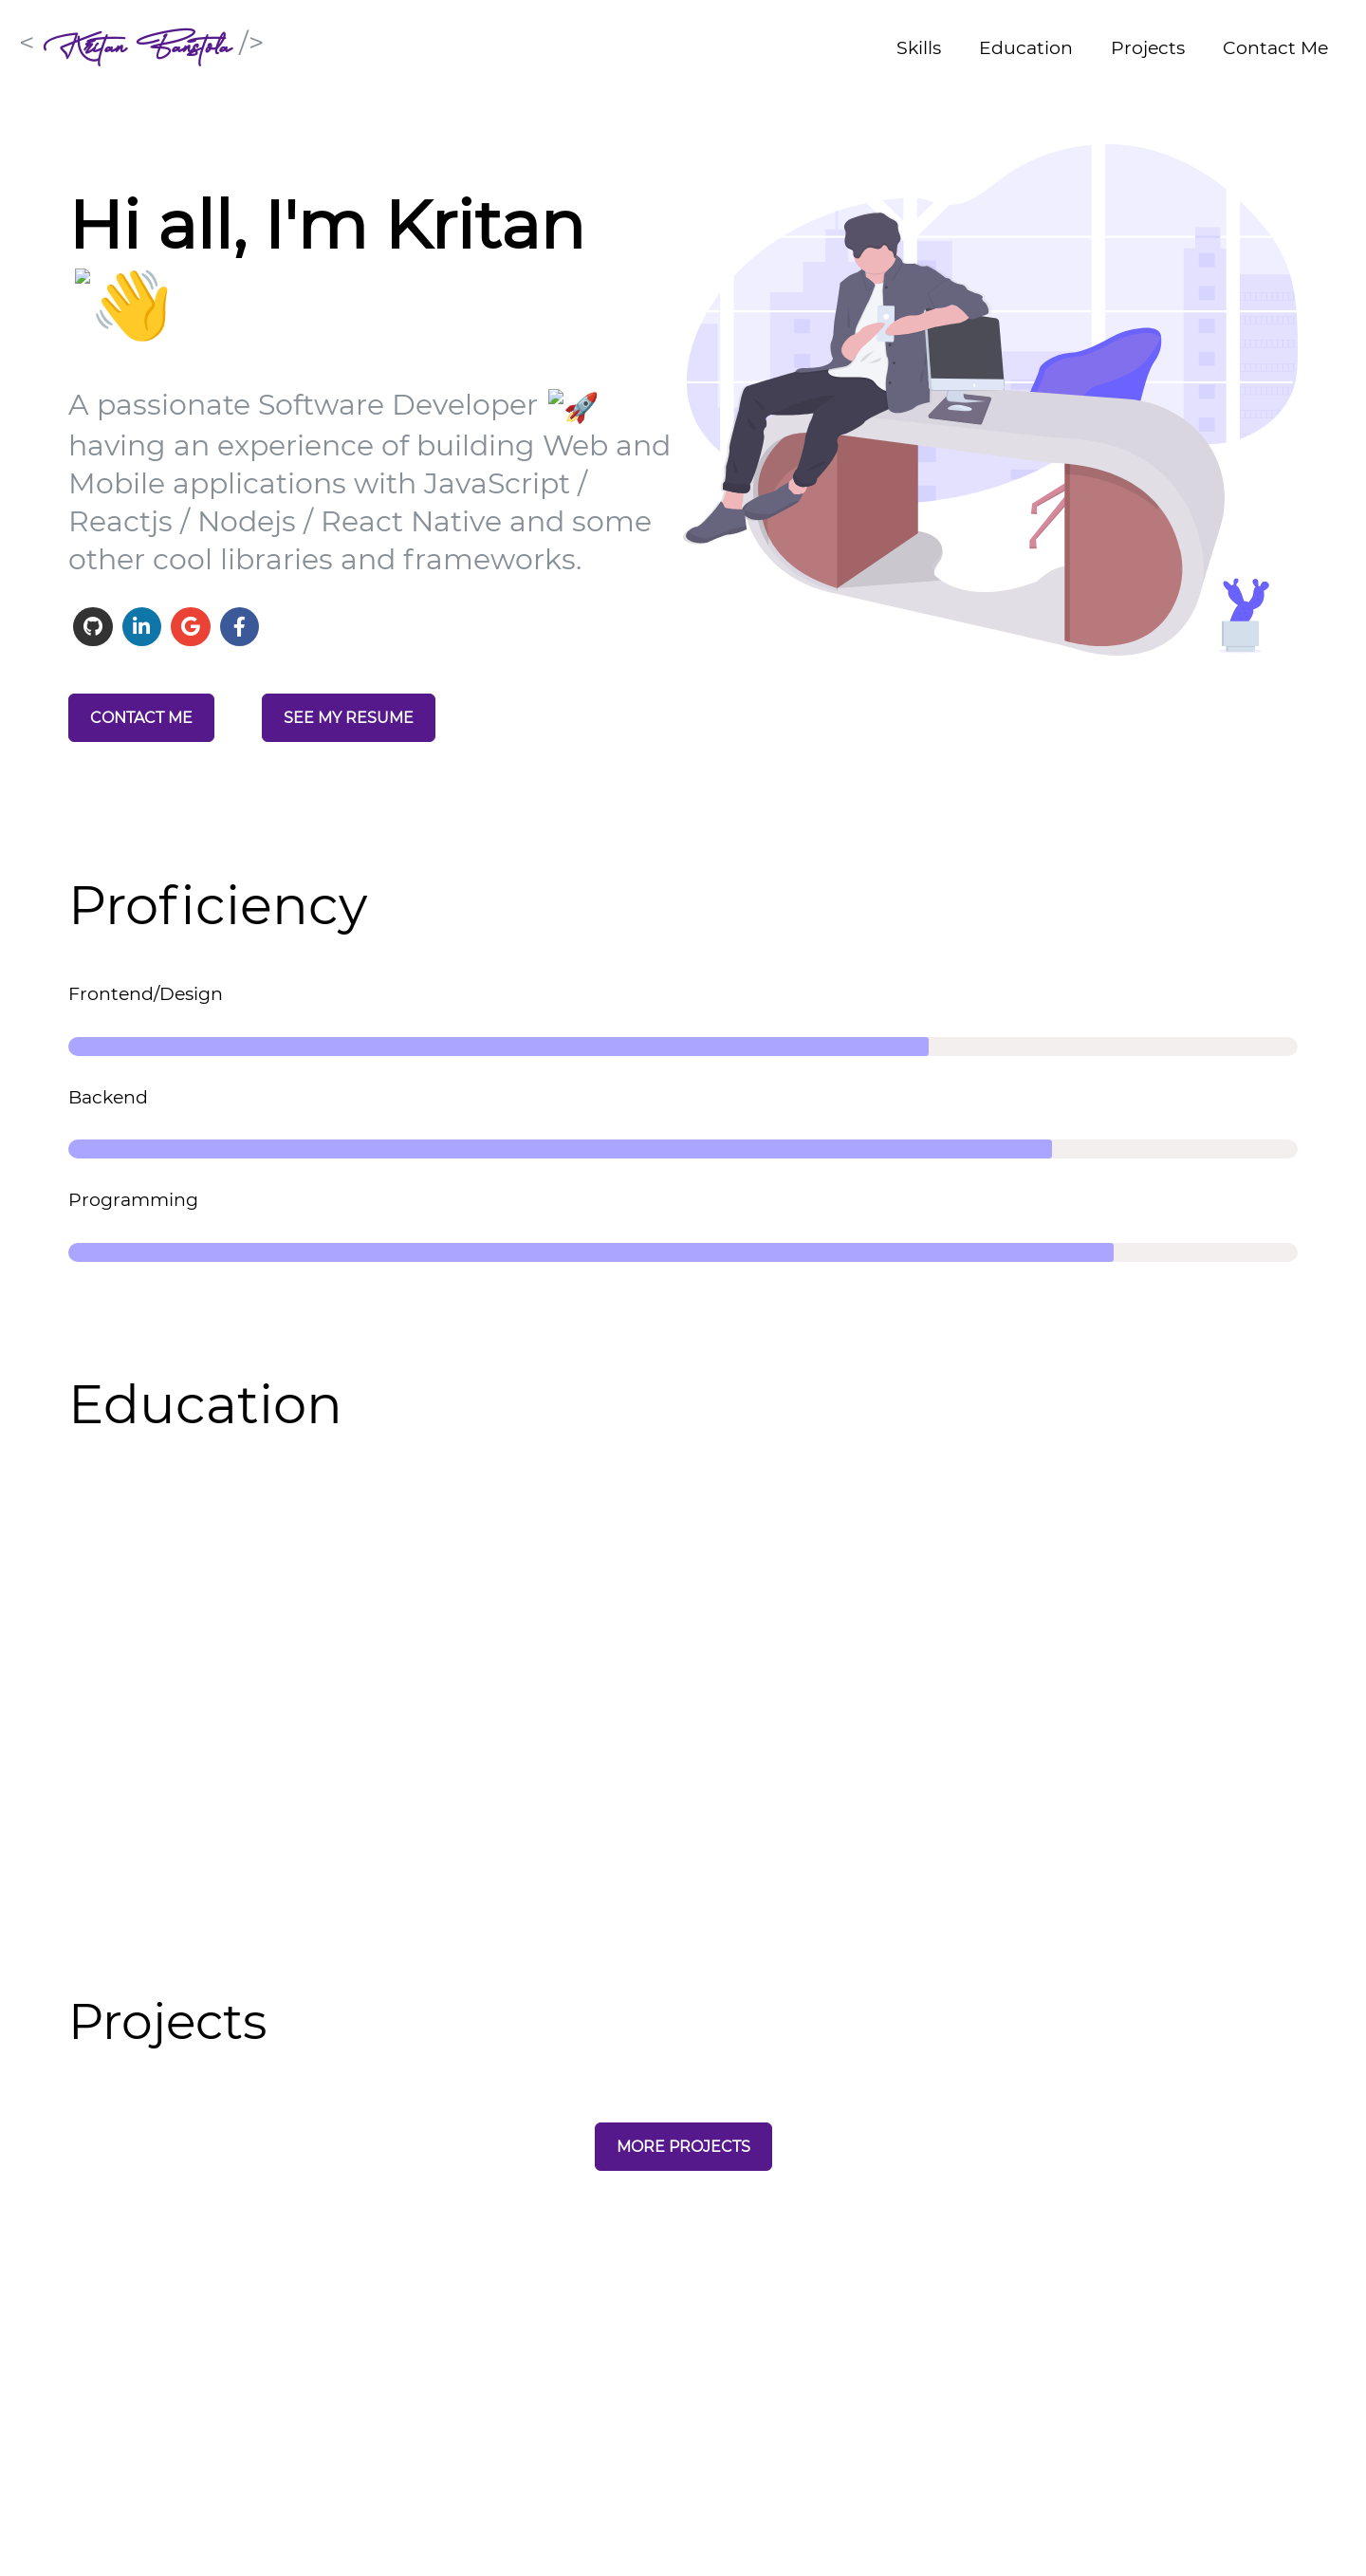 < Kritan Banstola />
Skills Education Projects Contact Me
Hi all, I'm Kritan
👋
A passionate Software Developer 🚀
having an experience of building Web and
Mobile applications with JavaScript /
Reactjs / Nodejs / React Native and some
other cool libraries and frameworks.
CONTACT ME SEE MY RESUME
Proficiency
Frontend/Design
Backend
Programming
Education
Projects
MORE PROJECTS